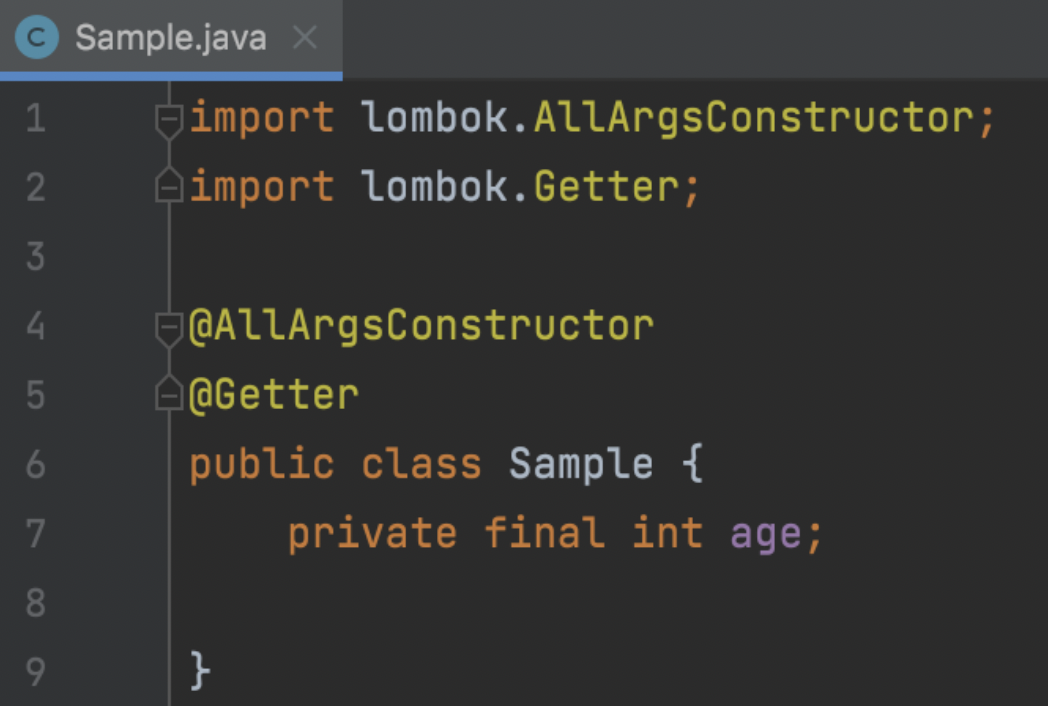 C Sample.java
1 import lombok.AllArgsConstructor;
2 import lombok.Getter;
3
4 @AllArgsConstructor
5 @Getter
6 public class Sample {
7     private final int age;
8
9 }